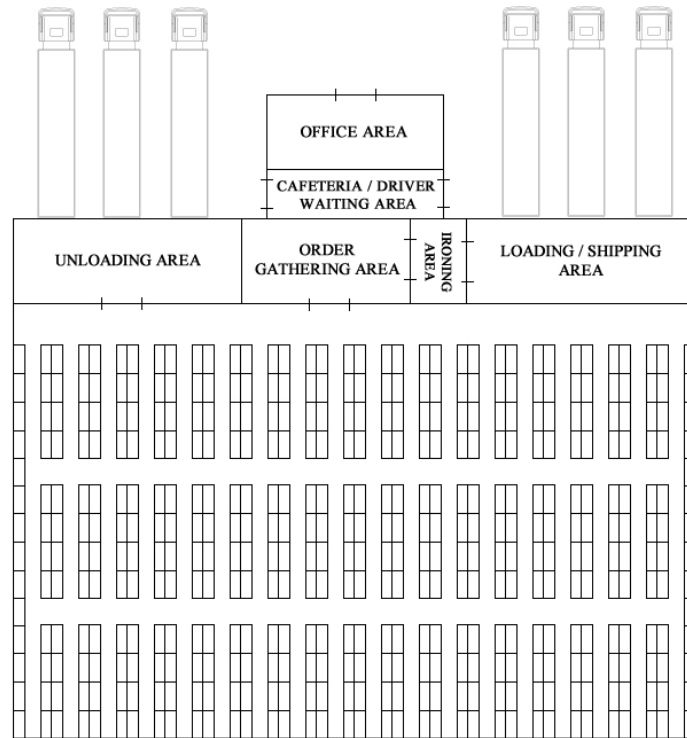 OFFICE AREA
CAFETERIA / DRIVER
WAITING AREA
UNLOADING AREA
ORDER
GATHERING AREA
IRONING
AREA
LOADING / SHIPPING
AREA